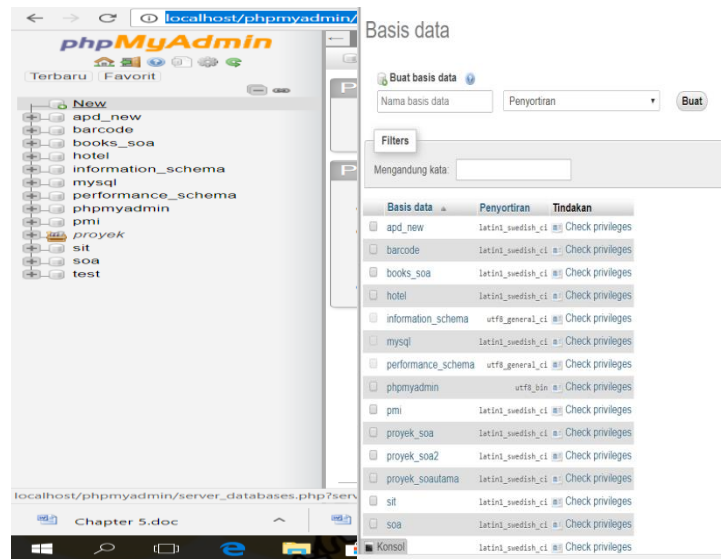 localhost/phpmyadmin/
phpMyAdmin
Terbaru Favorit
New
apd_new
barcode
books_soa
hotel
information_schema
mysql
performance_schema
phpmyadmin
pmi
proyek
sit
soa
test
localhost/phpmyadmin/server_databases.php?serv
Chapter 5.doc
Basis data
Buat basis data
Nama basis data Penyortiran Buat
Filters
Mengandung kata:
Basis data Penyortiran Tindakan
apd_new latin1_swedish_ci Check privileges
barcode latin1_swedish_ci Check privileges
books_soa latin1_swedish_ci Check privileges
hotel latin1_swedish_ci Check privileges
information_schema utf8_general_ci Check privileges
mysql latin1_swedish_ci Check privileges
performance_schema utf8_general_ci Check privileges
phpmyadmin utf8_bin Check privileges
pmi latin1_swedish_ci Check privileges
proyek_soa latin1_swedish_ci Check privileges
proyek_soa2 latin1_swedish_ci Check privileges
proyek_soautama latin1_swedish_ci Check privileges
sit latin1_swedish_ci Check privileges
soa latin1_swedish_ci Check privileges
Konsol latin1_swedish_ci Check privileges